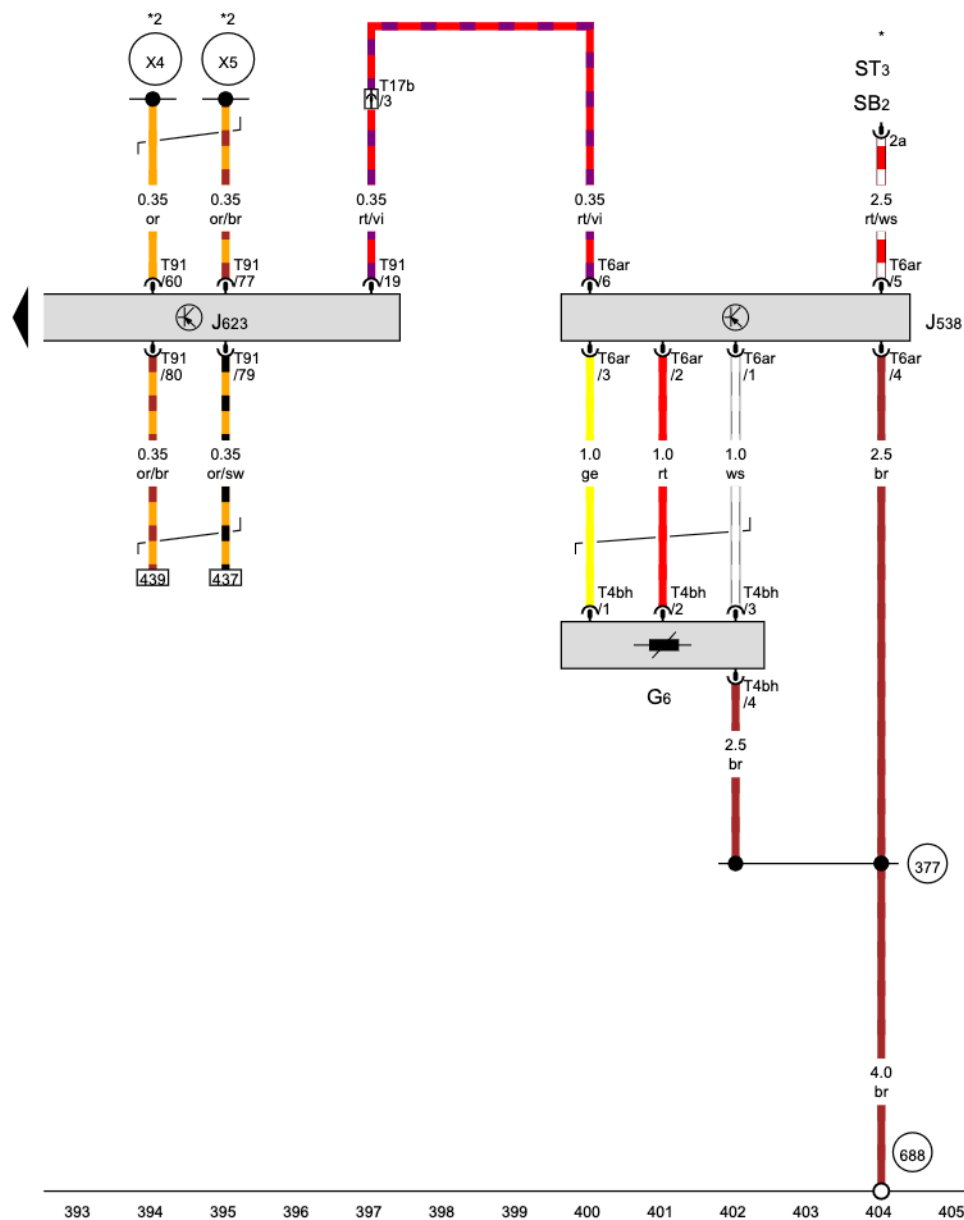 *2 *2 *
X4 X5
ST3
SB2
T17b
/3
2a
0.35 0.35 0.35 0.35 2.5
or or/br rt/vi rt/vi rt/ws
T91 T91 T91 T6ar T6ar
/60 /77 /19 /6 /5
J623 J538
T91 T91 T6ar T6ar T6ar T6ar
/80 /79 /3 /2 /1 /4
0.35 0.35 1.0 1.0 1.0 2.5
or/br or/sw ge rt ws br
439 437
T4bh T4bh T4bh
/1 /2 /3
G6
T4bh
/4
2.5
br
377
4.0
br
688
393 394 395 396 397 398 399 400 401 402 403 404 405